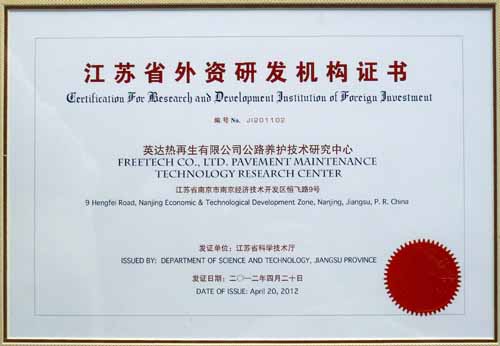 江苏省外资研发机构证书
Certification For Research and Development Institution of Foreign Investment
编号No. JI201102
英达热再生有限公司公路养护技术研究中心
FREETECH CO., LTD. PAVEMENT MAINTENANCE
TECHNOLOGY RESEARCH CENTER
江苏省南京市南京经济技术开发区恒飞路9号
9 Hengfei Road, Nanjing Economic & Technological Development Zone, Nanjing, Jiangsu, P. R. China
发证单位：江苏省科学技术厅
ISSUED BY: DEPARTMENT OF SCIENCE AND TECHNOLOGY, JIANGSU PROVINCE
发证日期：二〇一二年四月二十日
DATE OF ISSUE: April 20, 2012